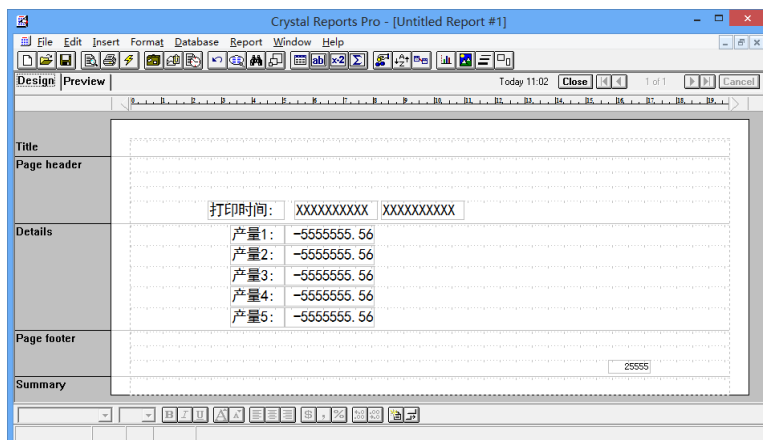 Crystal Reports Pro - [Untitled Report #1]
File Edit Insert Format Database Report Window Help
Design Preview Today 11:02 Close 1 of 1 Cancel
Title
Page header
打印时间: XXXXXXXXXX XXXXXXXXXX
Details
产量1: -5555555.56
产量2: -5555555.56
产量3: -5555555.56
产量4: -5555555.56
产量5: -5555555.56
Page footer
25555
Summary
B I U A A $ , %